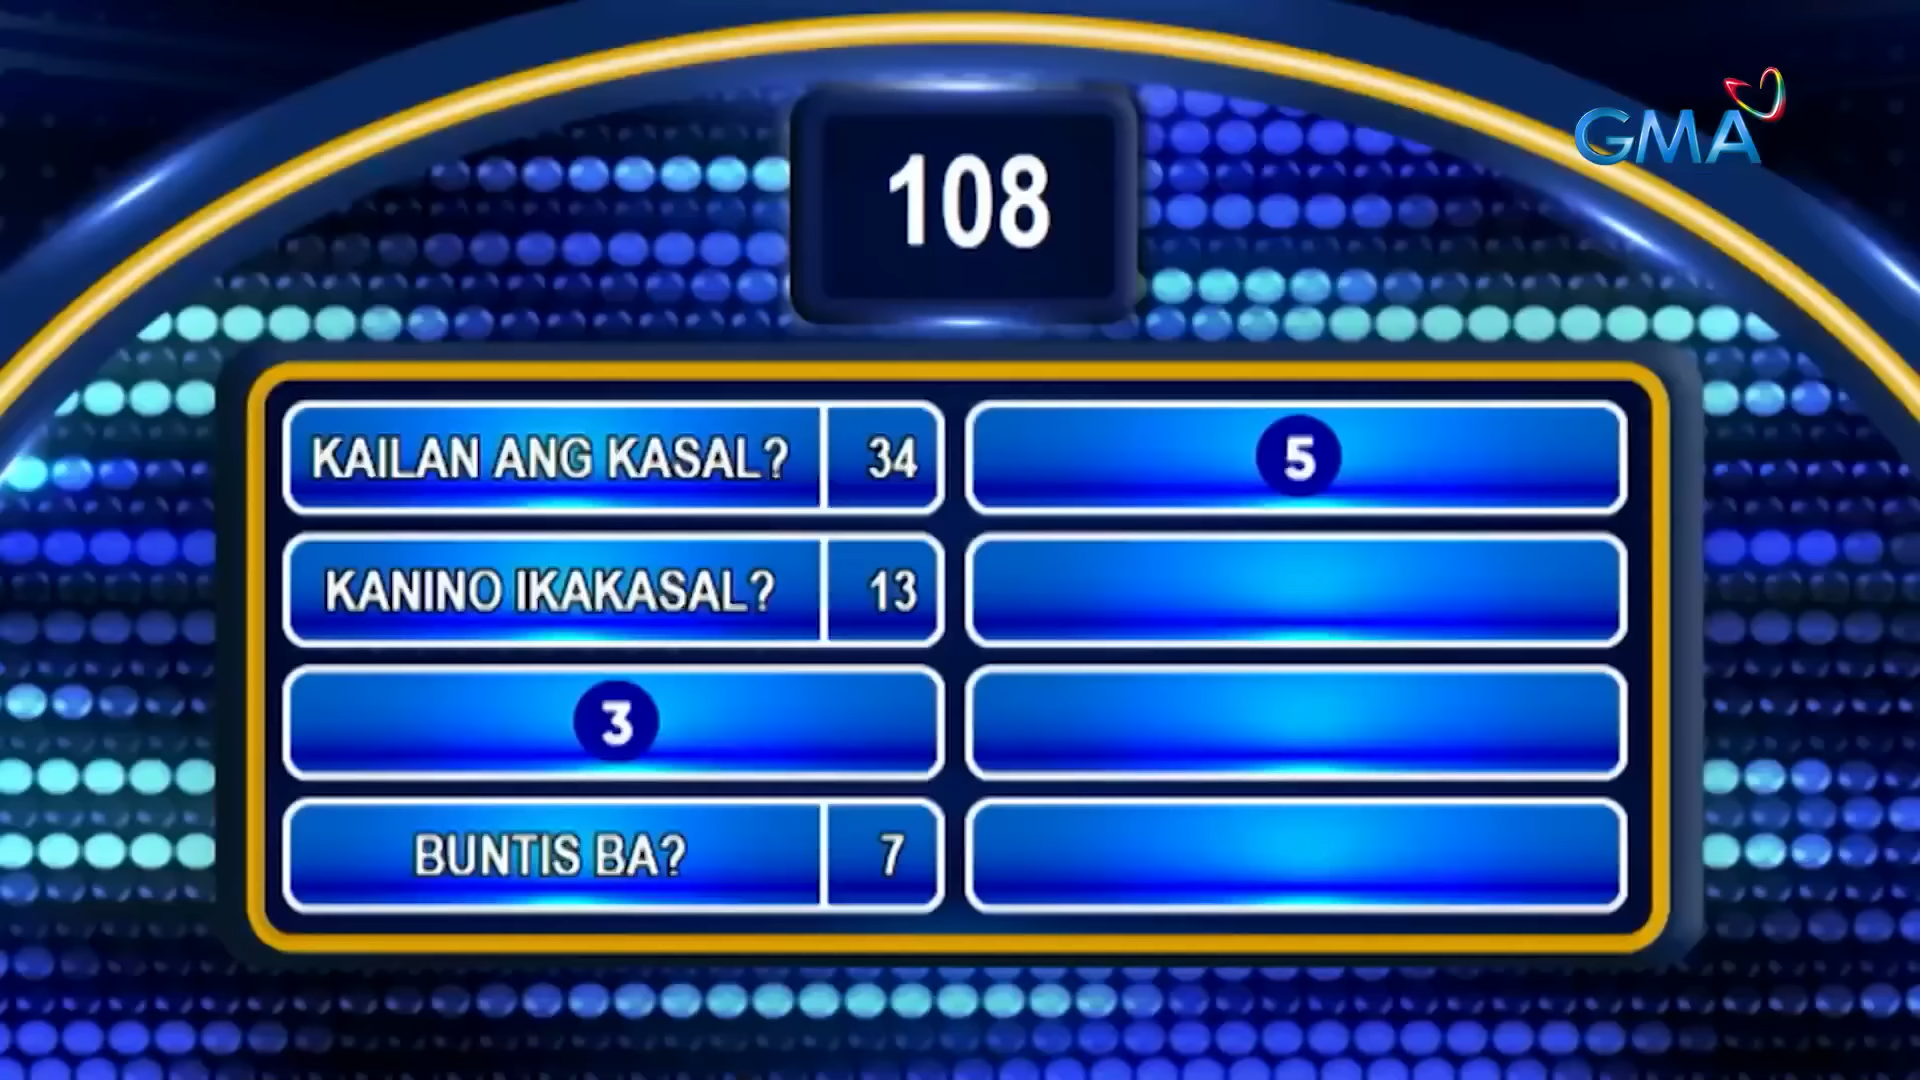 GMA
108
KAILAN ANG KASAL? 34
KANINO IKAKASAL? 13
3
BUNTIS BA? 7
5